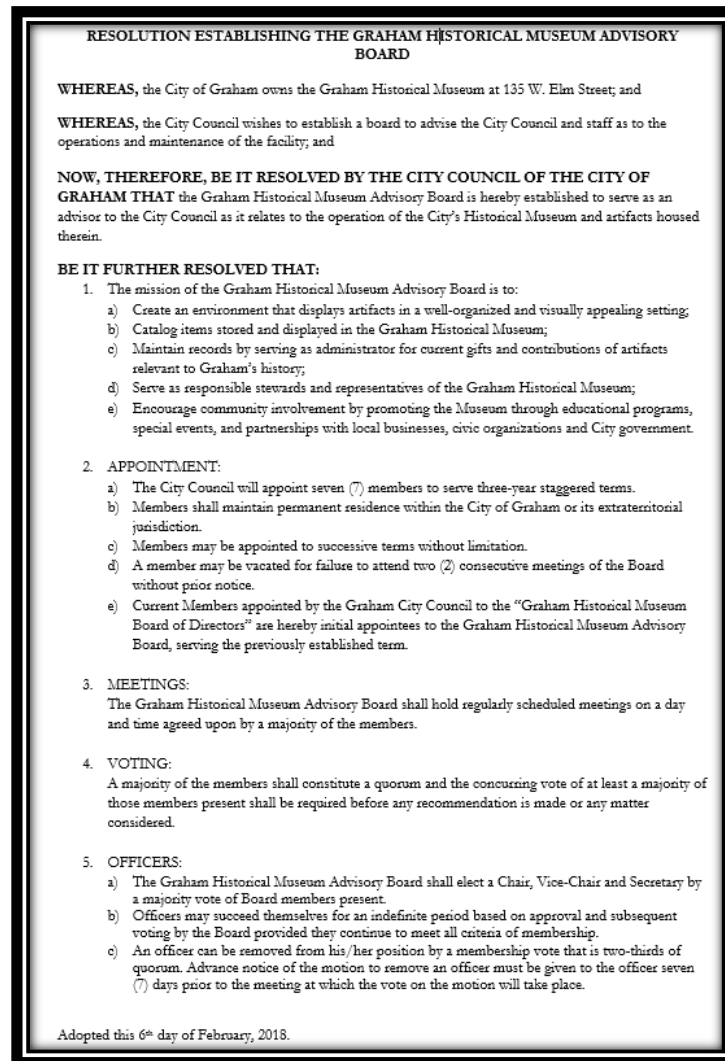 RESOLUTION ESTABLISHING THE GRAHAM HISTORICAL MUSEUM ADVISORY
BOARD
WHEREAS, the City of Graham owns the Graham Historical Museum at 135 W. Elm Street; and
WHEREAS, the City Council wishes to establish a board to advise the City Council and staff as to the
operations and maintenance of the facility; and
NOW, THEREFORE, BE IT RESOLVED BY THE CITY COUNCIL OF THE CITY OF
GRAHAM THAT the Graham Historical Museum Advisory Board is hereby established to serve as an
advisor to the City Council as it relates to the operation of the City's Historical Museum and artifacts housed
therein.
BE IT FURTHER RESOLVED THAT:
1. The mission of the Graham Historical Museum Advisory Board is to:
a) Create an environment that displays artifacts in a well-organized and visually appealing setting;
b) Catalog items stored and displayed in the Graham Historical Museum;
c) Maintain records by serving as administrator for current gifts and contributions of artifacts
relevant to Graham's history;
d) Serve as responsible stewards and representatives of the Graham Historical Museum;
e) Encourage community involvement by promoting the Museum through educational programs,
special events, and partnerships with local businesses, civic organizations and City government.
2. APPOINTMENT:
a) The City Council will appoint seven (7) members to serve three-year staggered terms.
b) Members shall maintain permanent residence within the City of Graham or its extraterritorial
jurisdiction.
c) Members may be appointed to successive terms without limitation.
d) A member may be vacated for failure to attend two (2) consecutive meetings of the Board
without prior notice.
e) Current Members appointed by the Graham City Council to the "Graham Historical Museum
Board of Directors" are hereby initial appointees to the Graham Historical Museum Advisory
Board, serving the previously established term.
3. MEETINGS:
The Graham Historical Museum Advisory Board shall hold regularly scheduled meetings on a day
and time agreed upon by a majority of the members.
4. VOTING:
A majority of the members shall constitute a quorum and the concurring vote of at least a majority of
those members present shall be required before any recommendation is made or any matter
considered.
5. OFFICERS:
a) The Graham Historical Museum Advisory Board shall elect a Chair, Vice-Chair and Secretary by
a majority vote of Board members present.
b) Officers may succeed themselves for an indefinite period based on approval and subsequent
voting by the Board provided they continue to meet all criteria of membership.
c) An officer can be removed from his/her position by a membership vote that is two-thirds of
quorum. Advance notice of the motion to remove an officer must be given to the officer seven
(7) days prior to the meeting at which the vote on the motion will take place.
Adopted this 6th day of February, 2018.